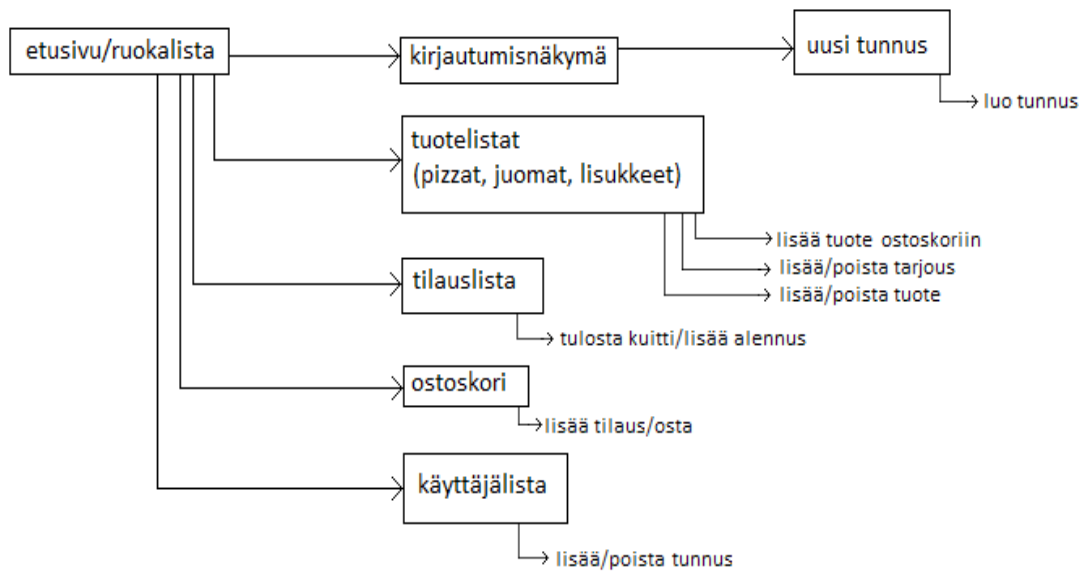 etusivu/ruokalista
kirjautumisnäkymä
uusi tunnus
luo tunnus
tuotelistat
(pizzat, juomat, lisukkeet)
lisää tuote ostoskoriin
lisää/poista tarjous
lisää/poista tuote
tilauslista
tulosta kuitti/lisää alennus
ostoskori
lisää tilaus/osta
käyttäjälista
lisää/poista tunnus